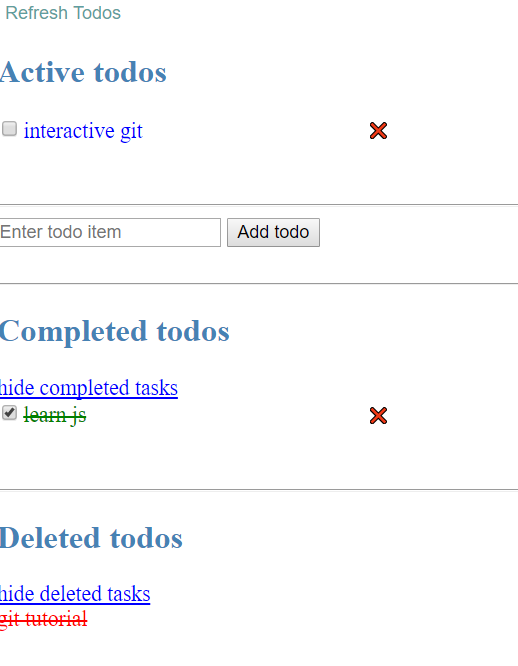 Refresh Todos
Active todos
interactive git
Enter todo item
Add todo
Completed todos
hide completed tasks
learn js
Deleted todos
hide deleted tasks
git tutorial